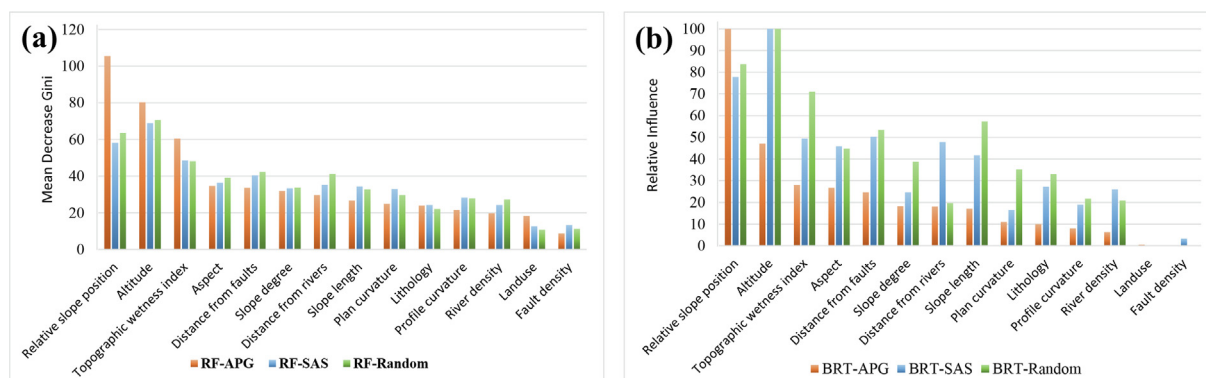 (a)
Mean Decrease Gini
120
100
80
60
40
20
0
Relative slope position
Altitude
Topographic wetness index
Aspect
Distance from faults
Slope degree
Distance from rivers
Slope length
Plan curvature
Lithology
Profile curvature
River density
Landuse
Fault density
RF-APG RF-SAS RF-Random
(b)
Relative Influence
100
90
80
70
60
50
40
30
20
10
0
Relative slope position
Altitude
Topographic wetness index
Aspect
Distance from faults
Slope degree
Distance from rivers
Slope length
Plan curvature
Lithology
Profile curvature
River density
Landuse
Fault density
BRT-APG BRT-SAS BRT-Random